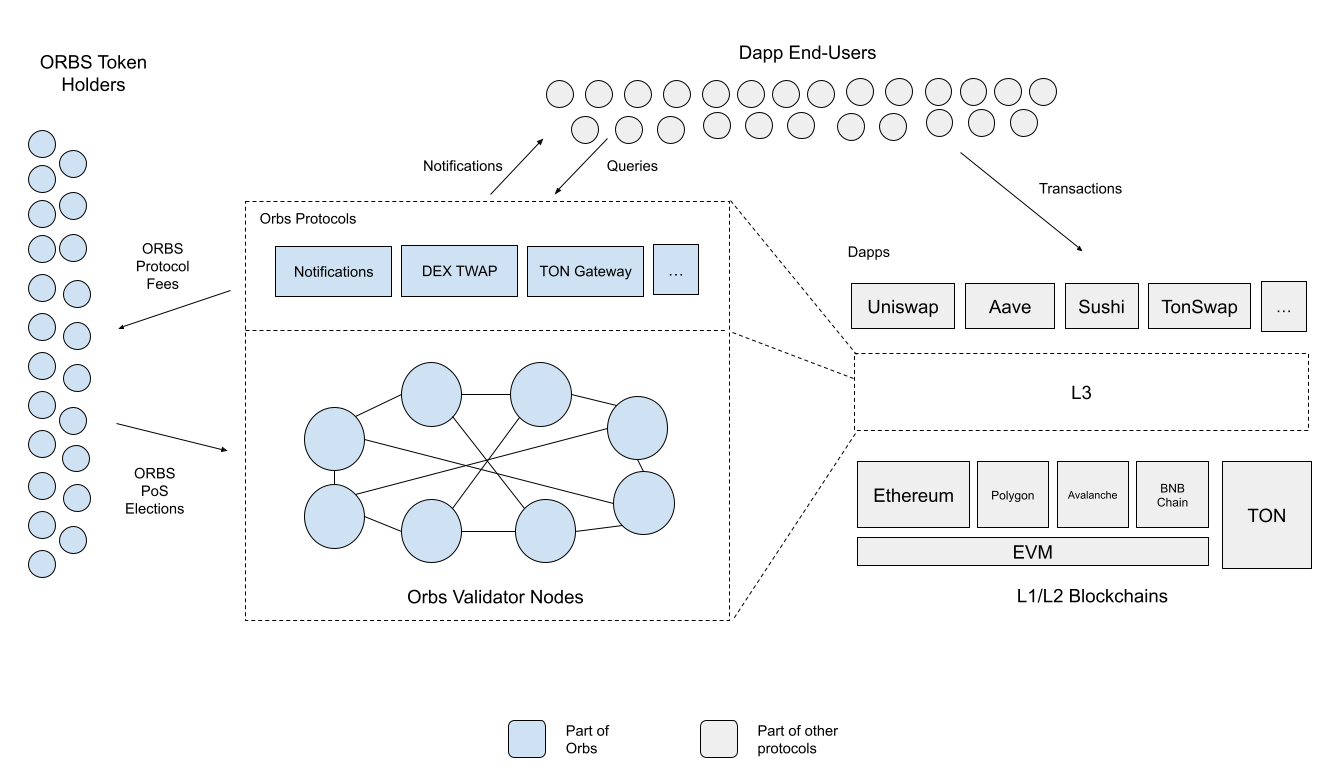 ORBS Token
Holders
Dapp End-Users
Notifications
Queries
Transactions
Orbs Protocols
Notifications
DEX TWAP
TON Gateway
...
ORBS
Protocol
Fees
Dapps
Uniswap
Aave
Sushi
TonSwap
...
L3
ORBS
PoS
Elections
Orbs Validator Nodes
Ethereum
Polygon
Avalanche
BNB
Chain
TON
EVM
L1/L2 Blockchains
Part of
Orbs
Part of other
protocols